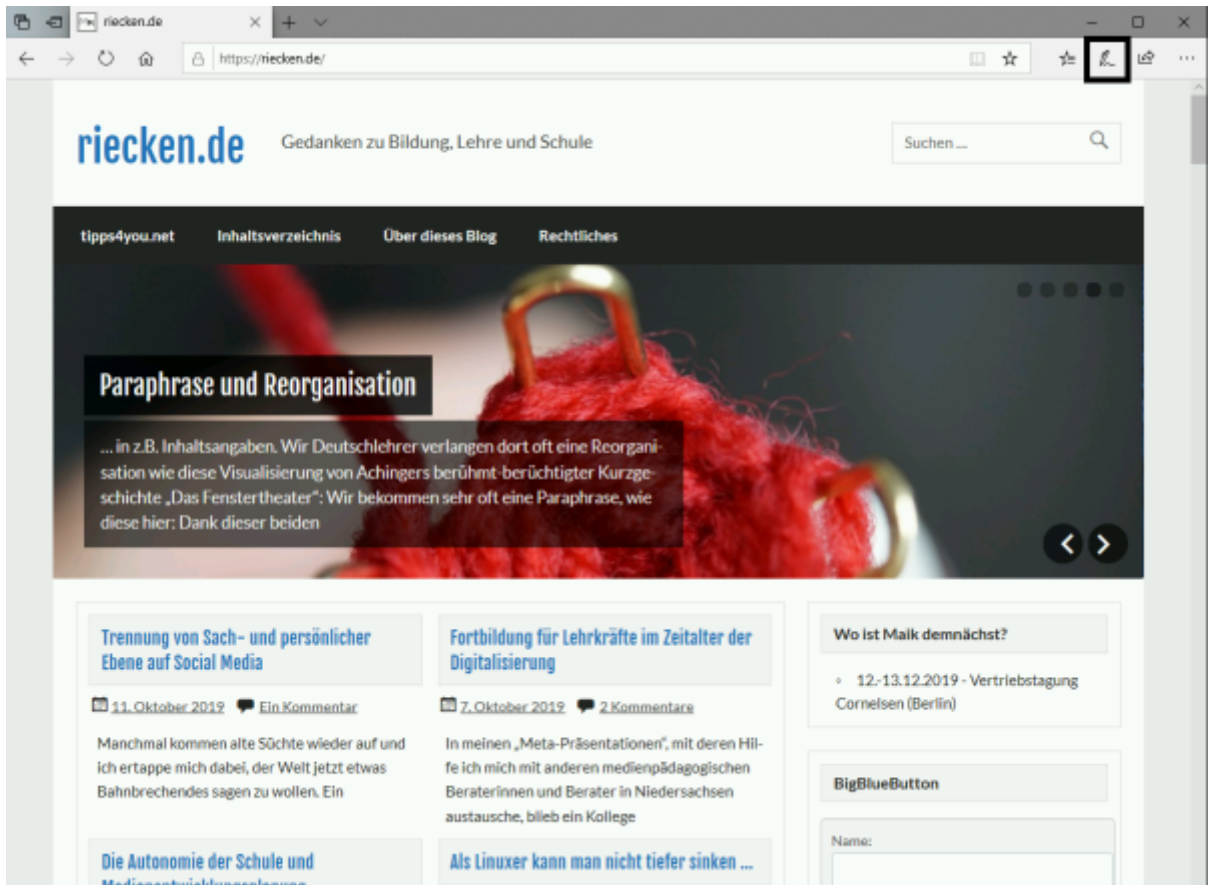 riecken.de
https://riecken.de/
riecken.de
Gedanken zu Bildung, Lehre und Schule
Suchen ...
tipps4you.net
Inhaltsverzeichnis
Über dieses Blog
Rechtliches
Paraphrase und Reorganisation
... in z.B. Inhaltsangaben. Wir Deutschlehrer verlangen dort oft eine Reorgani-
sation wie diese Visualisierung von Achingers berühmt-berüchtigter Kurzge-
schichte „Das Fenstertheater“: Wir bekommen sehr oft eine Paraphrase, wie
diese hier: Dank dieser beiden
Trennung von Sach- und persönlicher
Ebene auf Social Media
11. Oktober 2019 Ein Kommentar
Manchmal kommen alte Süchte wieder auf und
ich ertappe mich dabei, der Welt jetzt etwas
Bahnbrechendes sagen zu wollen. Ein
Die Autonomie der Schule und
Medienentwicklungsplanung
Fortbildung für Lehrkräfte im Zeitalter der
Digitalisierung
7. Oktober 2019 2 Kommentare
In meinen „Meta-Präsentationen“, mit deren Hil-
fe ich mich mit anderen medienpädagogischen
Beraterinnen und Berater in Niedersachsen
austausche, blieb ein Kollege
Als Linuxer kann man nicht tiefer sinken ...
Wo ist Maik demnächst?
12.-13.12.2019 - Vertriebstagung
Cornelsen (Berlin)
BigBlueButton
Name: